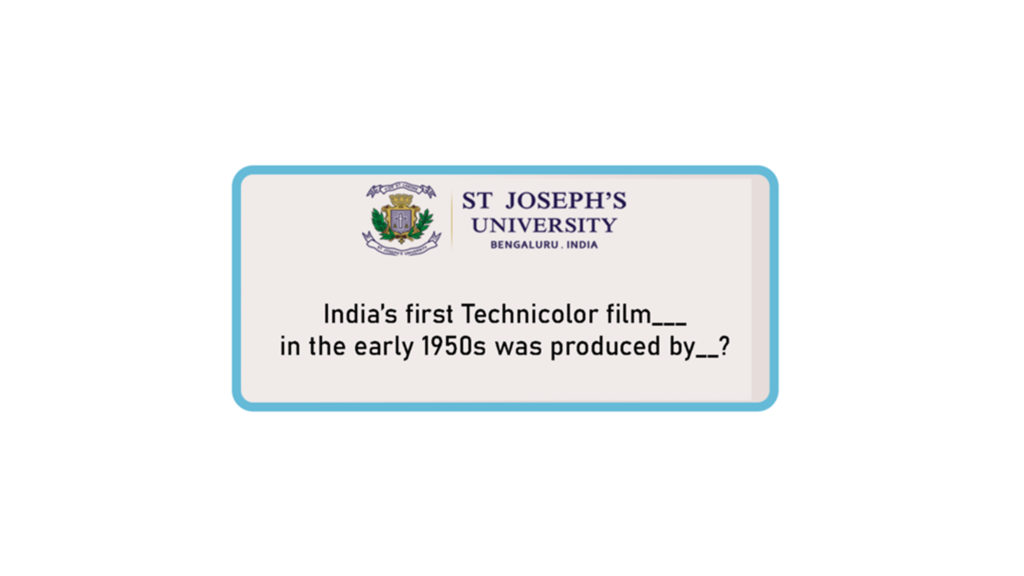 ST JOSEPH'S
UNIVERSITY
BENGALURU . INDIA
India's first Technicolor film___
in the early 1950s was produced by__?